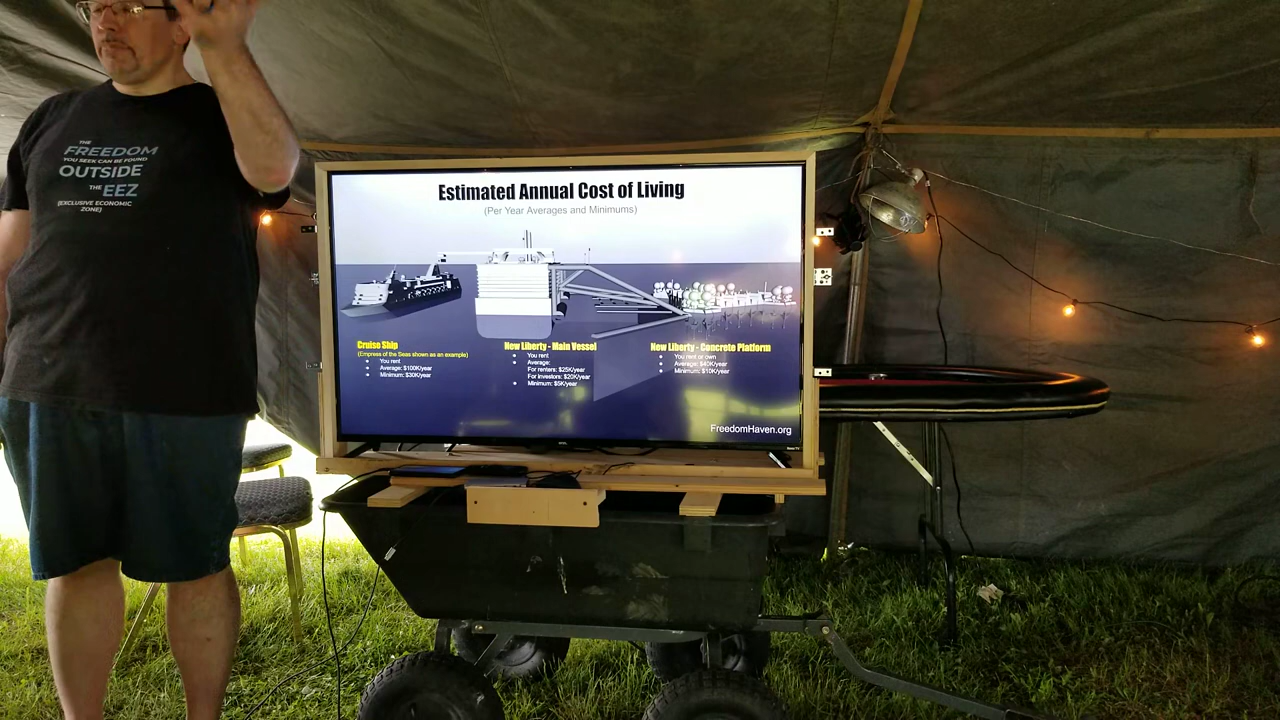 THE
FREEDOM
YOU SEEK CAN BE FOUND
OUTSIDE
THE EEZ
(EXCLUSIVE ECONOMIC
ZONE)
Estimated Annual Cost of Living
(Per Year Averages and Minimums)
Cruise Ship
(Empress of the Seas shown as an example)
You rent
Average: $100K/year
Minimum: $30K/year
New Liberty - Main Vessel
You rent
Average:
For renters: $25K/year
For investors: $20K/year
Minimum: $5K/year
New Liberty - Concrete Platform
You rent or own
Average: $40K/year
Minimum: $10K/year
FreedomHaven.org